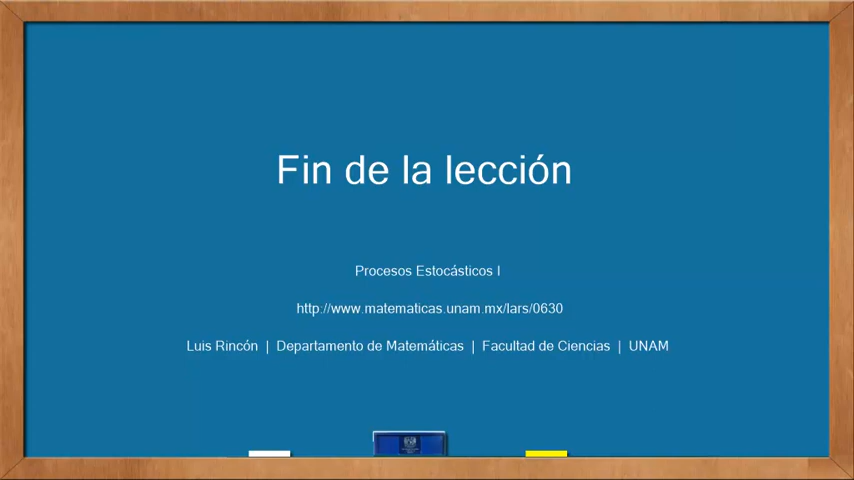 Fin de la lección
Procesos Estocásticos I
http://www.matematicas.unam.mx/lars/0630
Luis Rincón | Departamento de Matemáticas | Facultad de Ciencias | UNAM